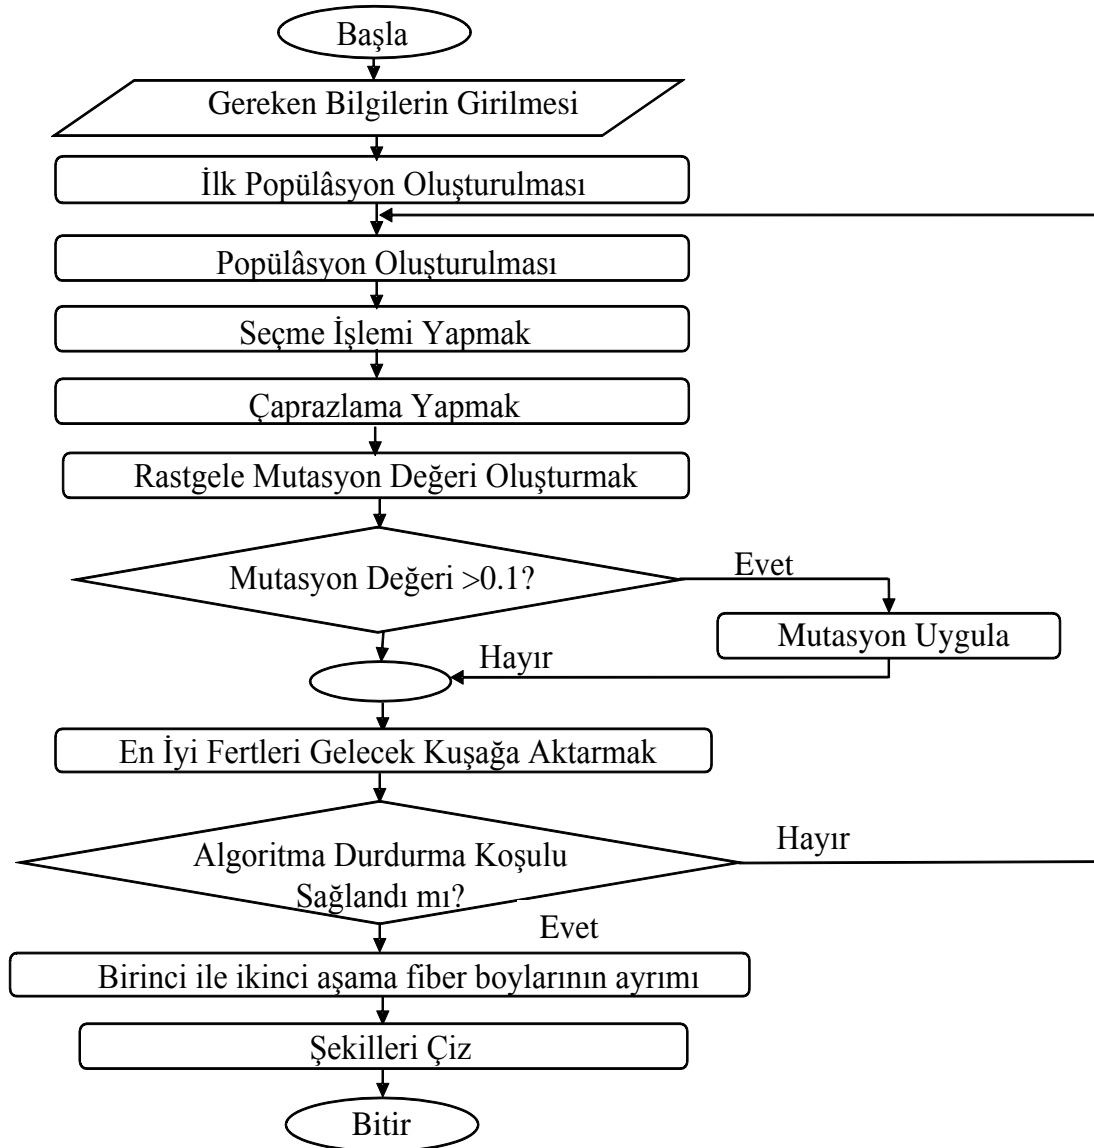 Başla
Gereken Bilgilerin Girilmesi
İlk Popülâsyon Oluşturulması
Popülâsyon Oluşturulması
Seçme İşlemi Yapmak
Çaprazlama Yapmak
Rastgele Mutasyon Değeri Oluşturmak
Mutasyon Değeri >0.1?
Evet
Mutasyon Uygula
Hayır
En İyi Fertleri Gelecek Kuşağa Aktarmak
Algoritma Durdurma Koşulu
Sağlandı mı?
Hayır
Evet
Birinci ile ikinci aşama fiber boylarının ayrımı
Şekilleri Çiz
Bitir